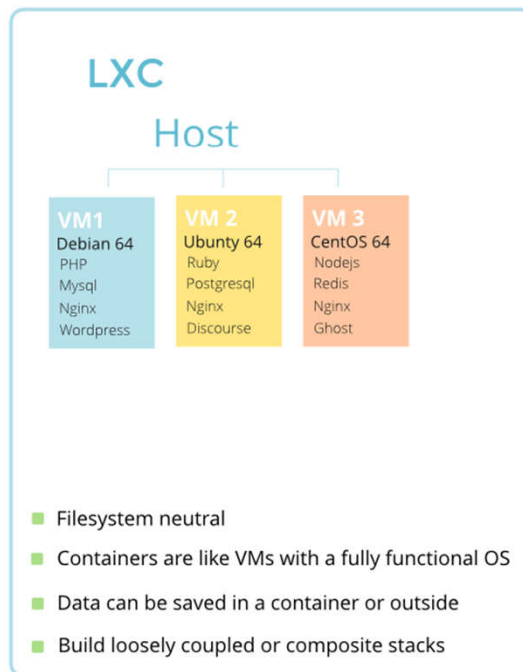 LXC
Host
VM1
Debian 64
PHP
Mysql
Nginx
Wordpress
VM 2
Ubunty 64
Ruby
Postgresql
Nginx
Discourse
VM 3
CentOS 64
Nodejs
Redis
Nginx
Ghost
Filesystem neutral
Containers are like VMs with a fully functional OS
Data can be saved in a container or outside
Build loosely coupled or composite stacks